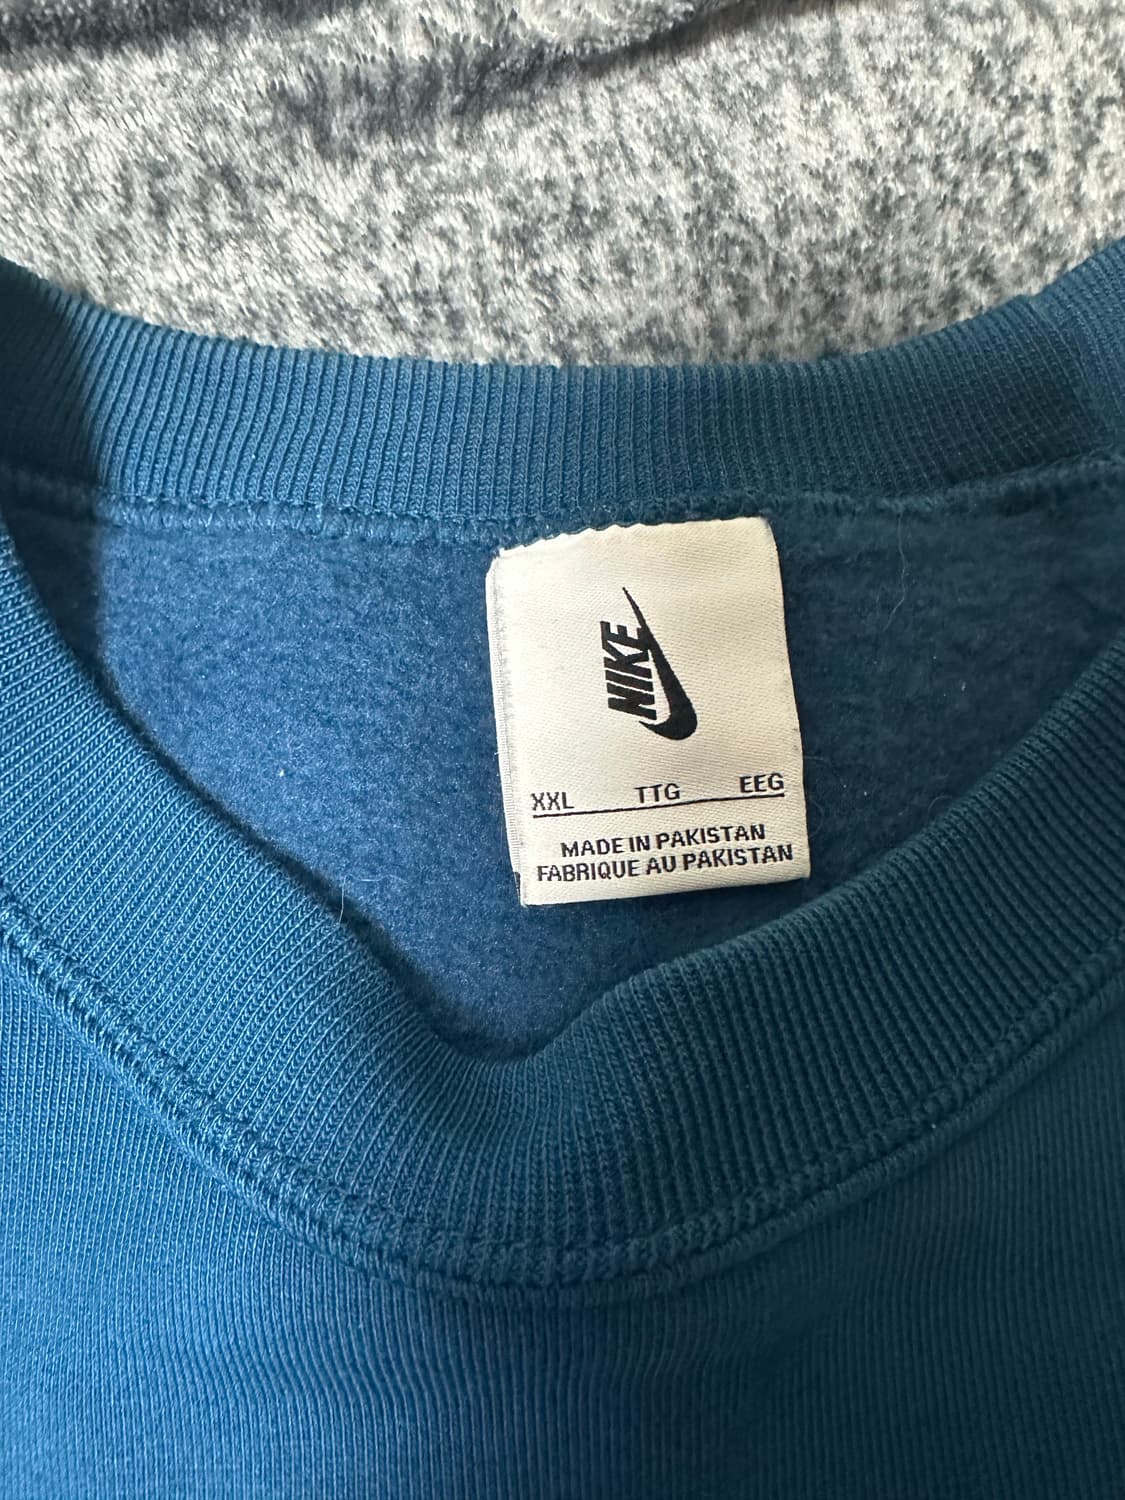 NIKE
XXL TTG EEG
MADE IN PAKISTAN
FABRIQUE AU PAKISTAN